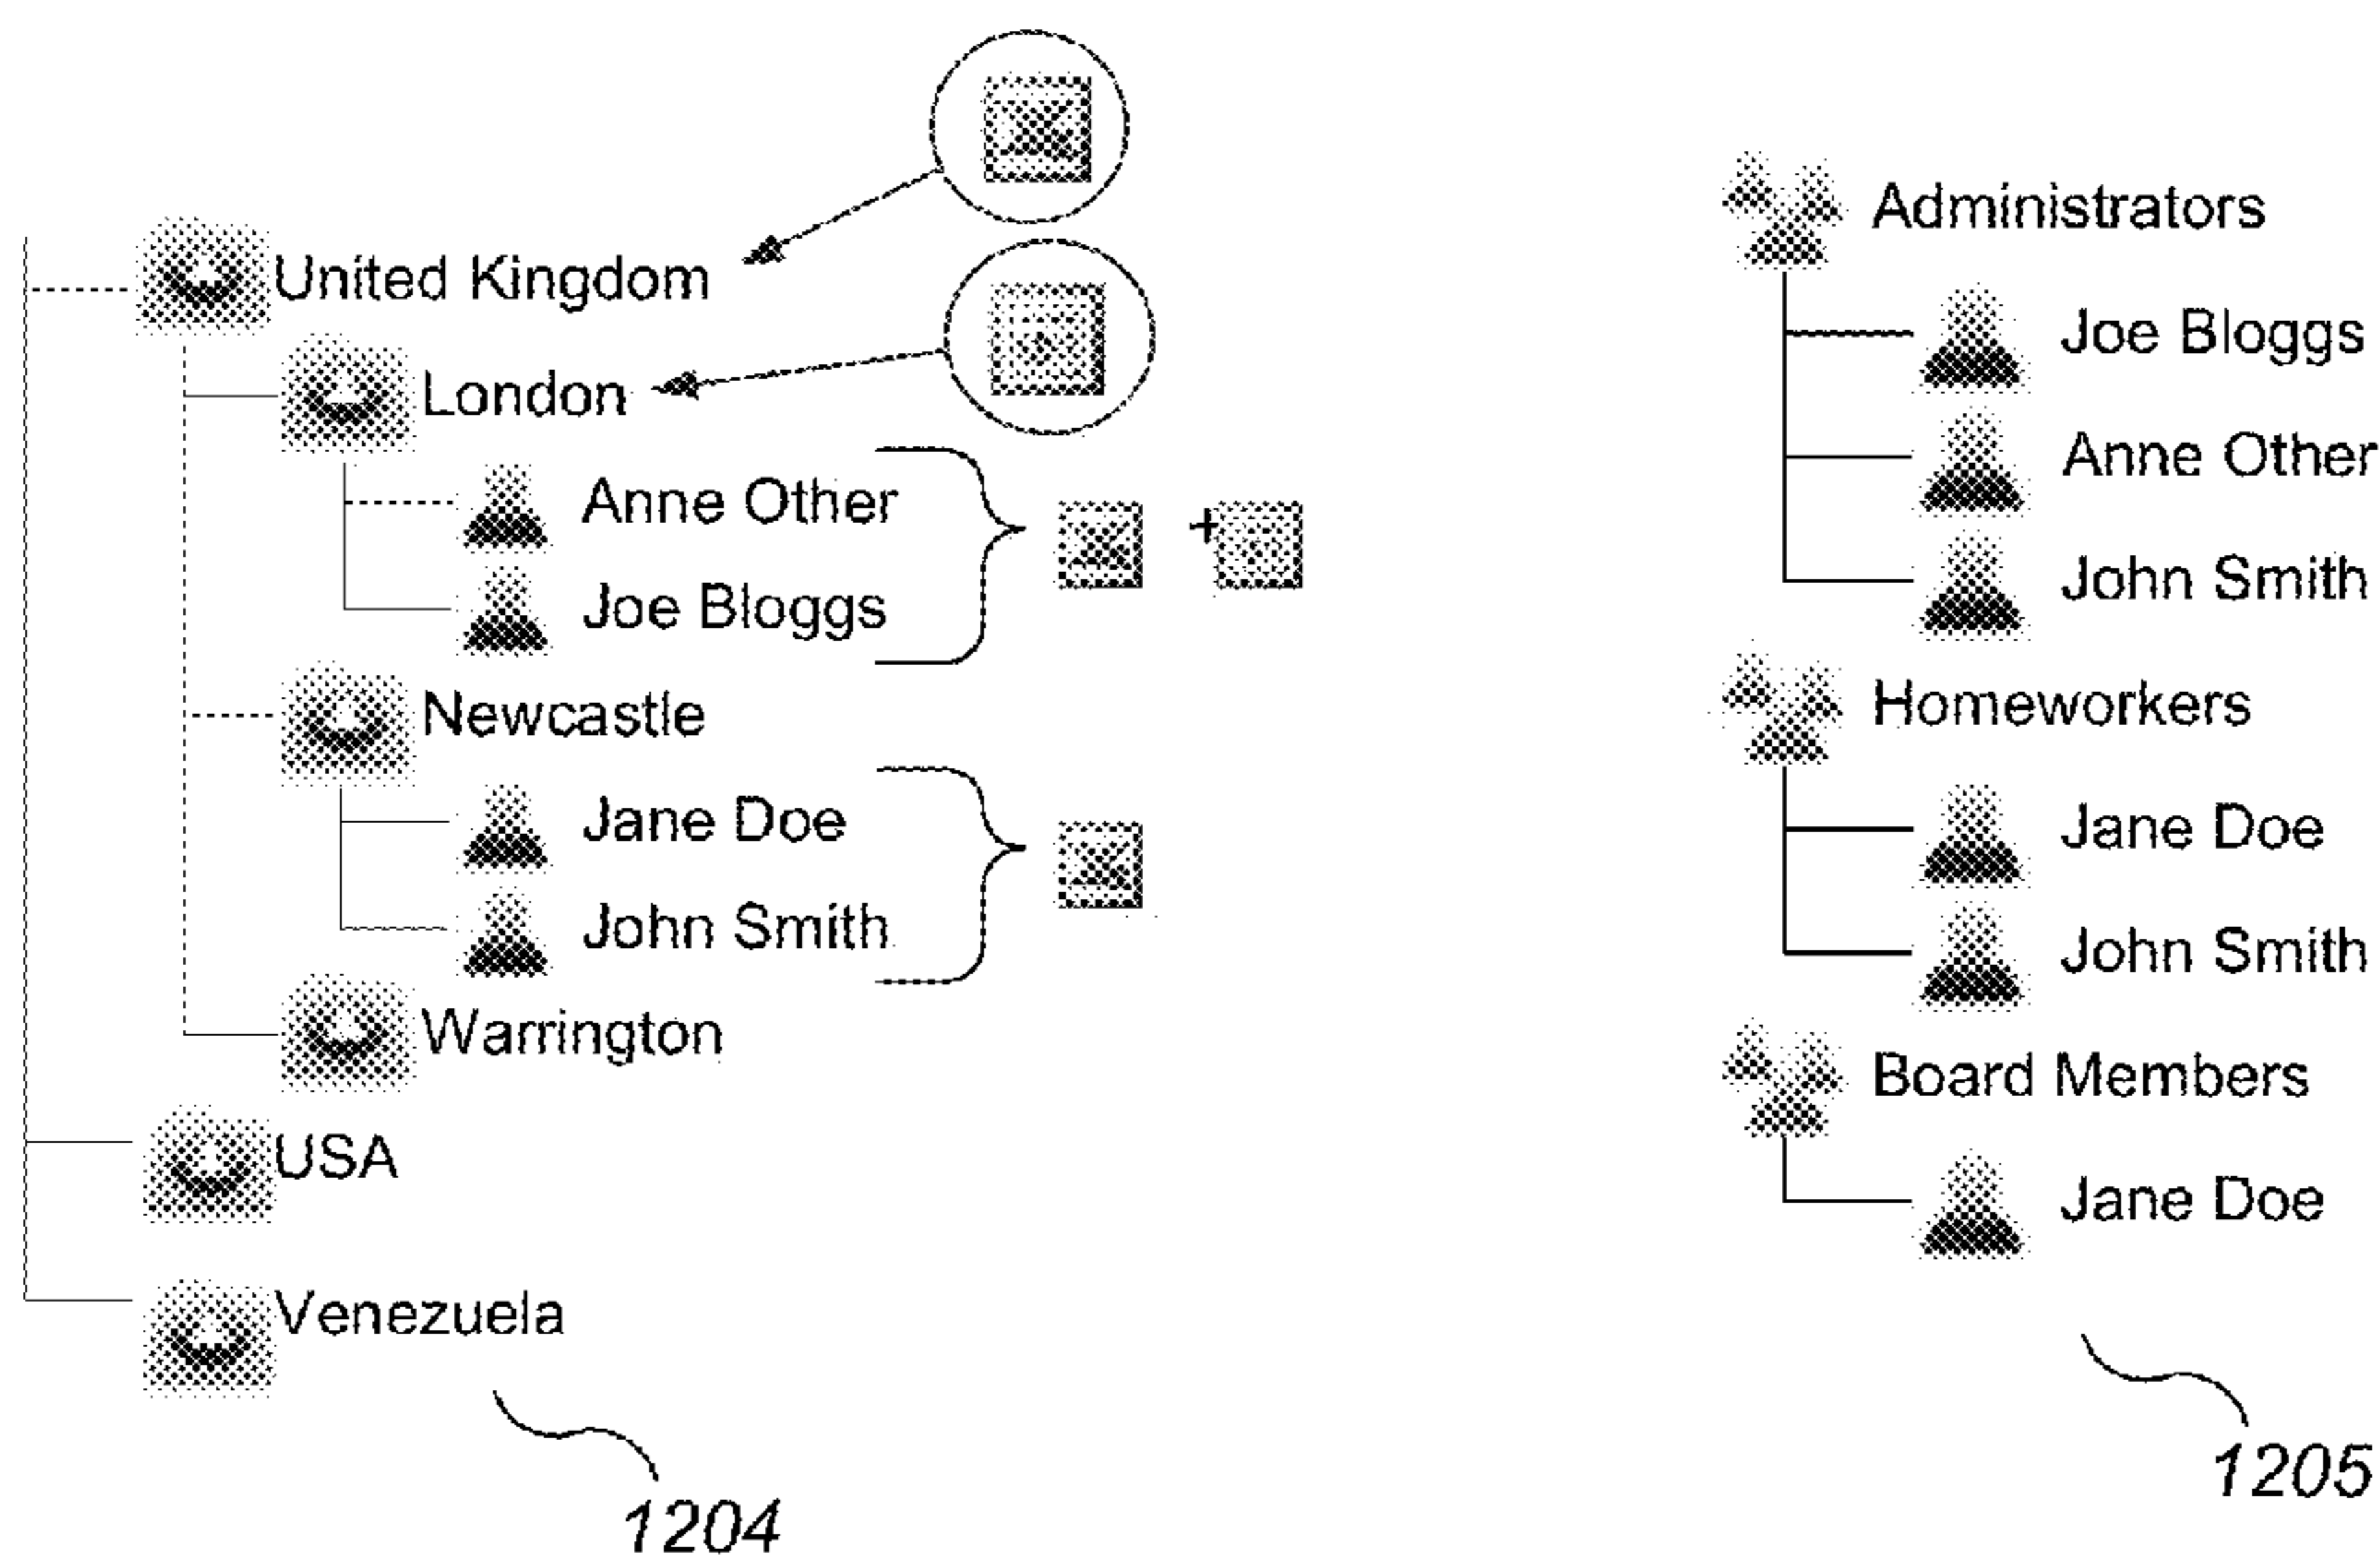 United Kingdom
London
Anne Other
+
Joe Bloggs
Newcastle
Jane Doe
John Smith
Warrington
USA
Venezuela
1204
Administrators
Joe Bloggs
Anne Other
John Smith
Homeworkers
Jane Doe
John Smith
Board Members
Jane Doe
1205